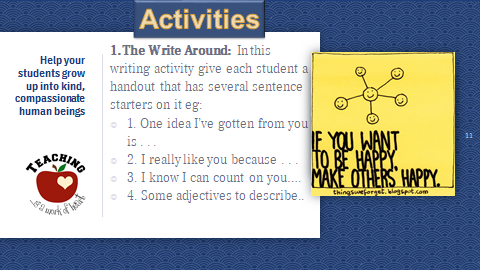 Activities
Help your
students grow
up into kind,
compassionate
human beings
1. The Write Around: In this
writing activity give each student a
handout that has several sentence
starters on it eg:
1. One idea I've gotten from you
is . . .
2. I really like you because . . .
3. I know I can count on you....
4. Some adjectives to describe..
TEACHING
is a work of heart
IF YOU WANT
TO BE HAPPY,
MAKE OTHERS HAPPY.
thingsweforget.blogspot.com
11